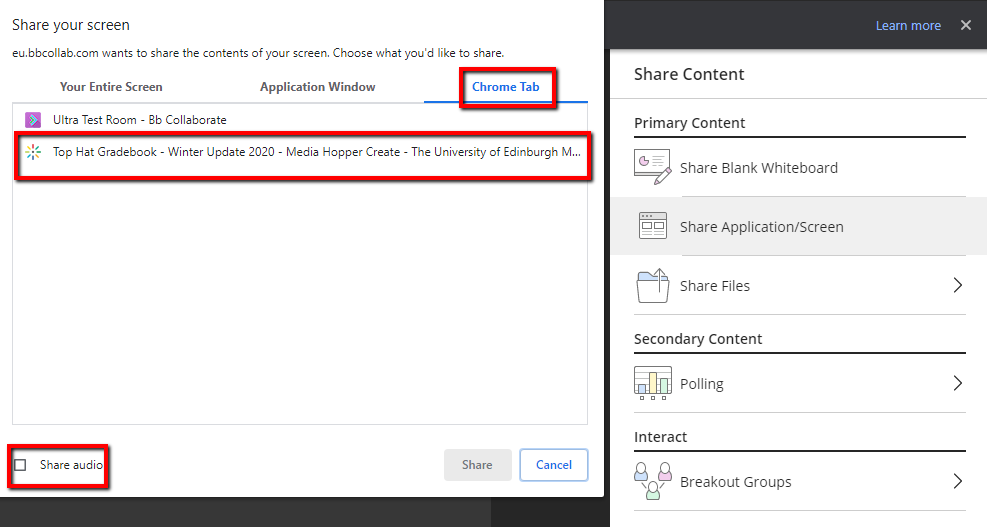 Share your screen
eu.bbcollab.com wants to share the contents of your screen. Choose what you'd like to share.
Your Entire Screen
Application Window
Chrome Tab
Ultra Test Room - Bb Collaborate
Top Hat Gradebook - Winter Update 2020 - Media Hopper Create - The University of Edinburgh M...
Share audio
Share
Cancel
Learn more
Share Content
Primary Content
Share Blank Whiteboard
Share Application/Screen
Share Files
Secondary Content
Polling
Interact
Breakout Groups